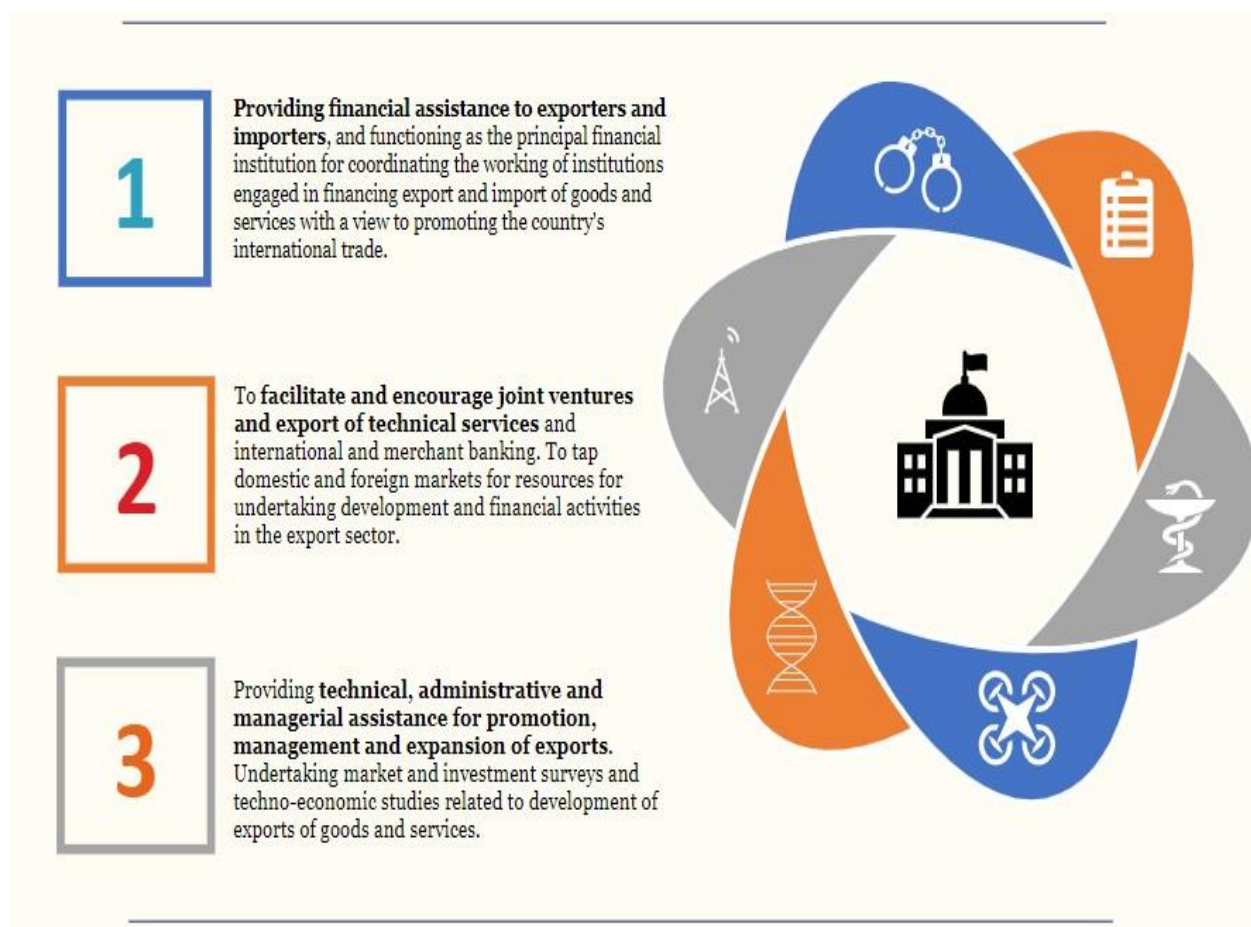 1
Providing financial assistance to exporters and
importers, and functioning as the principal financial
institution for coordinating the working of institutions
engaged in financing export and import of goods and
services with a view to promoting the country's
international trade.
2
To facilitate and encourage joint ventures
and export of technical services and
international and merchant banking. To tap
domestic and foreign markets for resources for
undertaking development and financial activities
in the export sector.
3
Providing technical, administrative and
managerial assistance for promotion,
management and expansion of exports.
Undertaking market and investment surveys and
techno-economic studies related to development of
exports of goods and services.